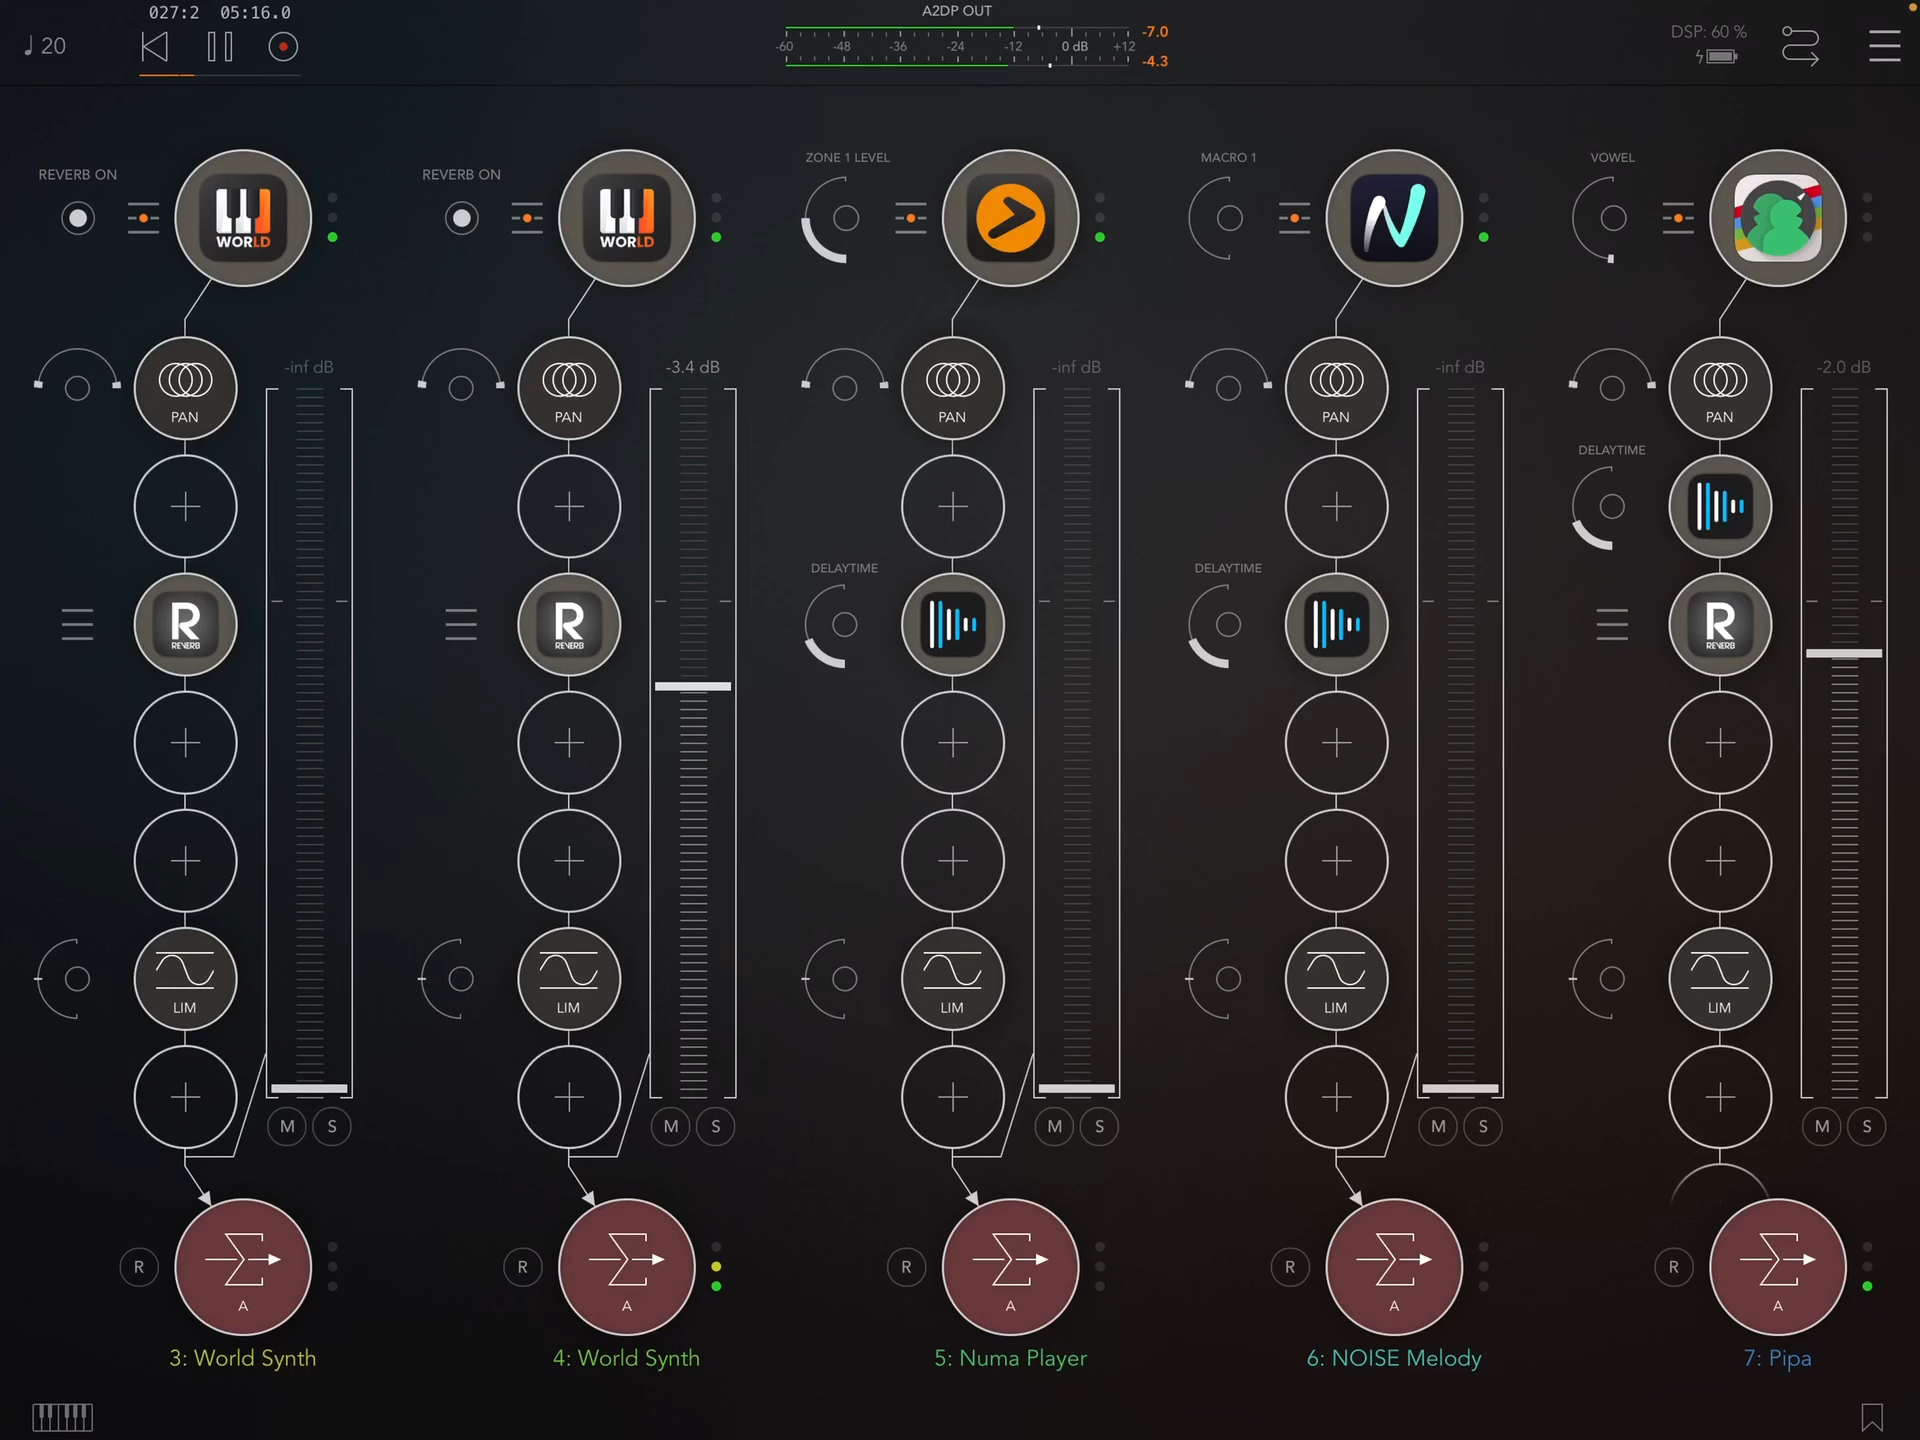 027:2 05:16.0
♩20
A2DP OUT
-60 -48 -36 -24 -12 0 dB +12
-7.0
-4.3
DSP: 60 %
REVERB ON
REVERB ON
ZONE 1 LEVEL
MACRO 1
VOWEL
WORLD
WORLD
-inf dB
-3.4 dB
-inf dB
-inf dB
-2.0 dB
PAN
PAN
PAN
PAN
PAN
DELAYTIME
DELAYTIME
DELAYTIME
R
REVERB
R
REVERB
R
REVERB
LIM
LIM
LIM
LIM
LIM
M S
M S
M S
M S
M S
R
R
R
R
R
A
A
A
A
A
3: World Synth
4: World Synth
5: Numa Player
6: NOISE Melody
7: Pipa